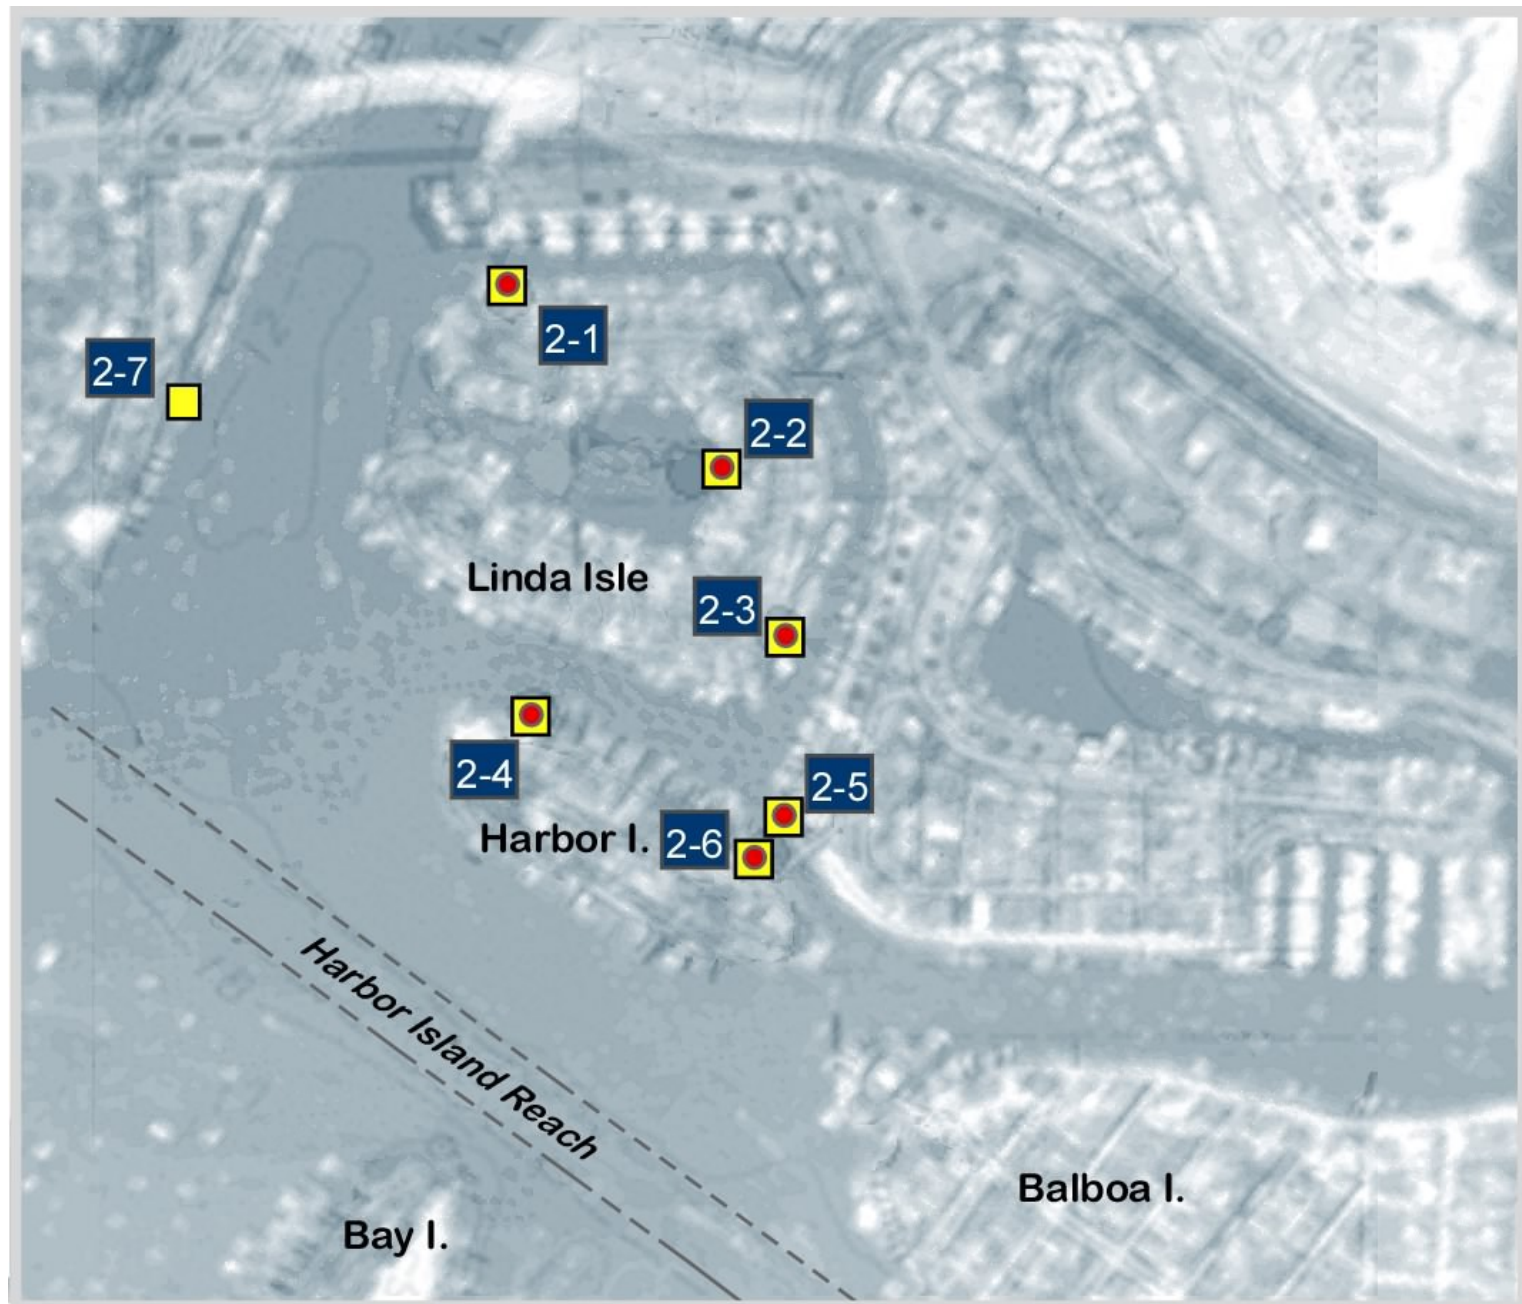 2-1
2-7
2-2
Linda Isle
2-3
2-4
2-5
Harbor I.
2-6
Harbor Island Reach
Balboa I.
Bay I.